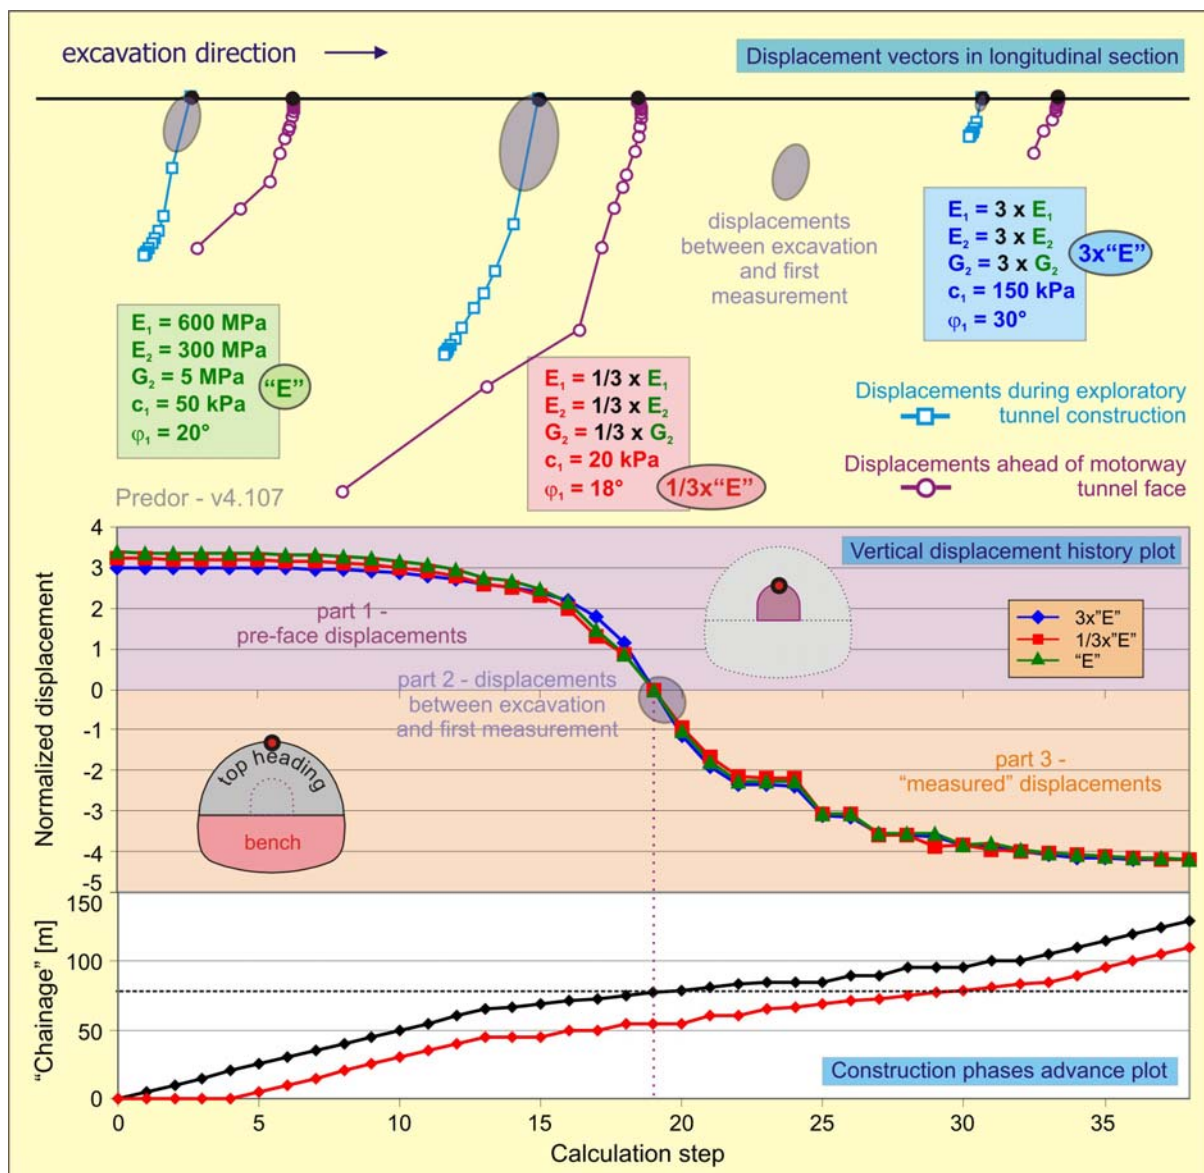 excavation direction
Displacement vectors in longitudinal section
displacements
between excavation
and first
measurement
E₁ = 600 MPa
E₂ = 300 MPa
G₂ = 5 MPa
c₁ = 50 kPa
φ₁ = 20°
"E"
E₁ = 1/3 x E₁
E₂ = 1/3 x E₂
G₂ = 1/3 x G₂
c₁ = 20 kPa
φ₁ = 18°
1/3x"E"
E₁ = 3 x E₁
E₂ = 3 x E₂
G₂ = 3 x G₂
c₁ = 150 kPa
φ₁ = 30°
3x"E"
Displacements during exploratory
tunnel construction
Displacements ahead of motorway
tunnel face
Predor - v4.107
Vertical displacement history plot
Normalized displacement
4
3
2
1
0
-1
-2
-3
-4
-5
part 1 -
pre-face displacements
part 2 - displacements
between excavation
and first measurement
part 3 -
"measured" displacements
3x"E"
1/3x"E"
"E"
top heading
bench
"Chainage" [m]
150
100
50
0
Construction phases advance plot
0 5 10 15 20 25 30 35
Calculation step